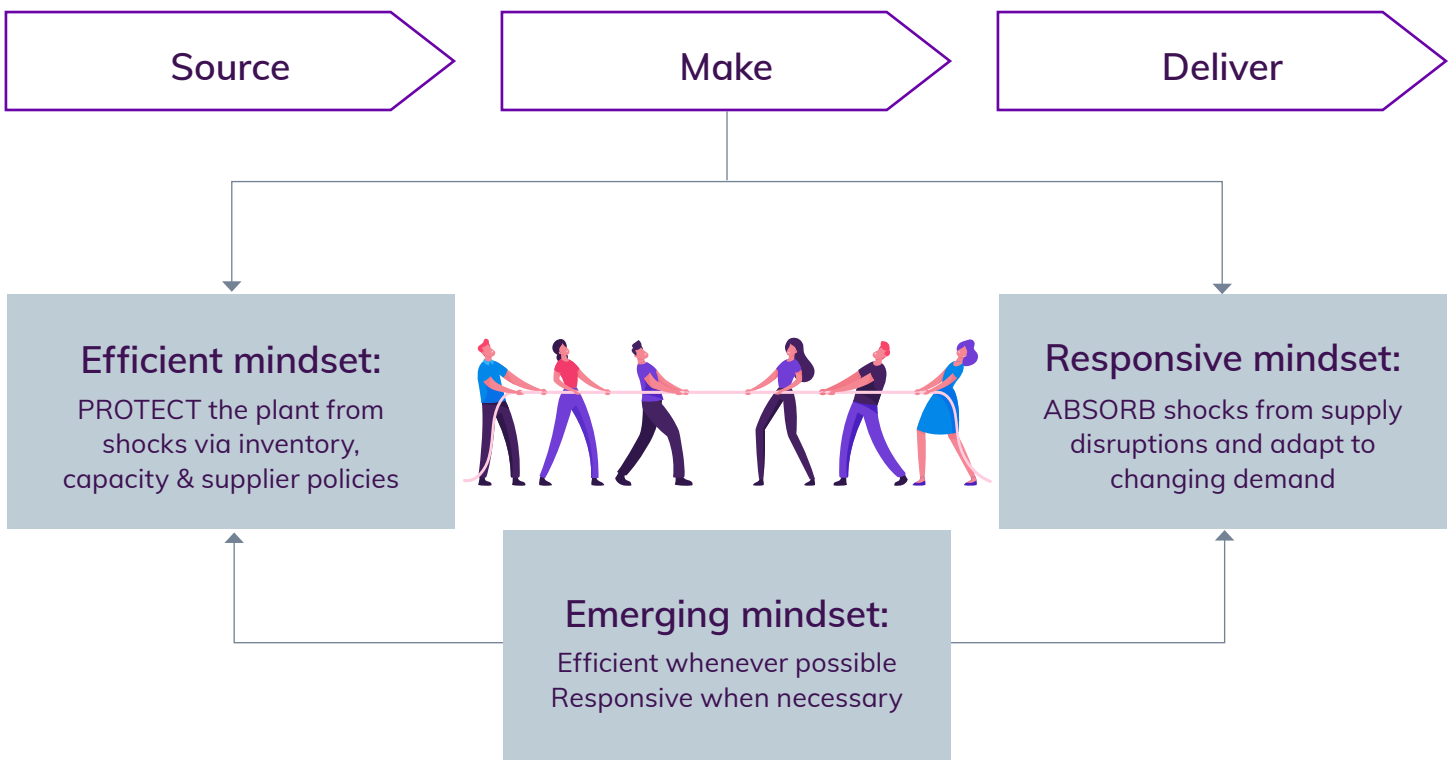 Source
Make
Deliver
Efficient mindset:
PROTECT the plant from
shocks via inventory,
capacity & supplier policies
Responsive mindset:
ABSORB shocks from supply
disruptions and adapt to
changing demand
Emerging mindset:
Efficient whenever possible
Responsive when necessary